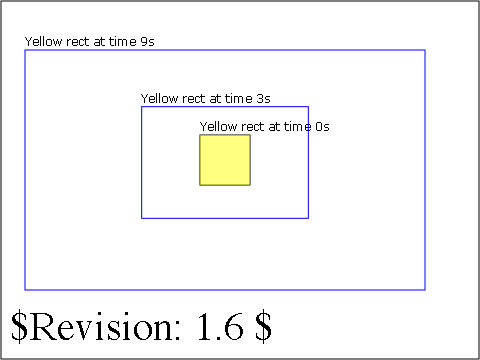 Yellow rect at time 9s
Yellow rect at time 3s
Yellow rect at time 0s
$Revision: 1.6 $